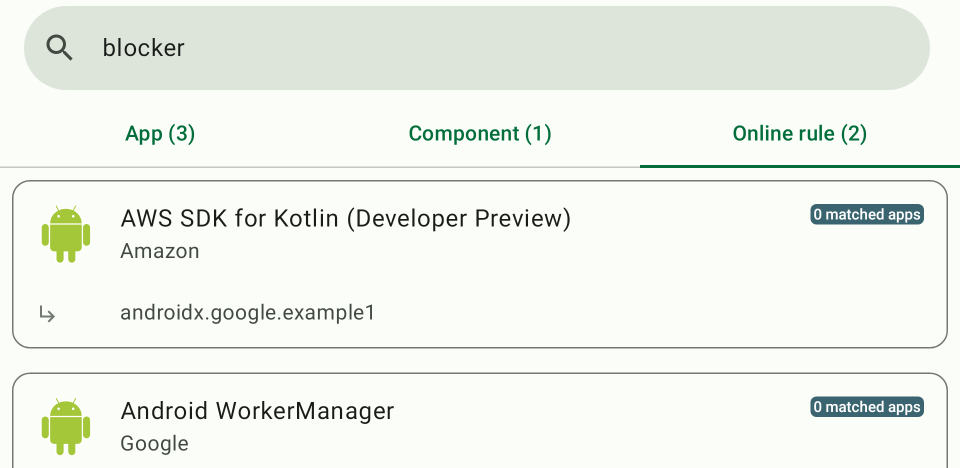 blocker
App (3) Component (1) Online rule (2)
AWS SDK for Kotlin (Developer Preview) 0 matched apps
Amazon
androidx.google.example1
Android WorkerManager 0 matched apps
Google